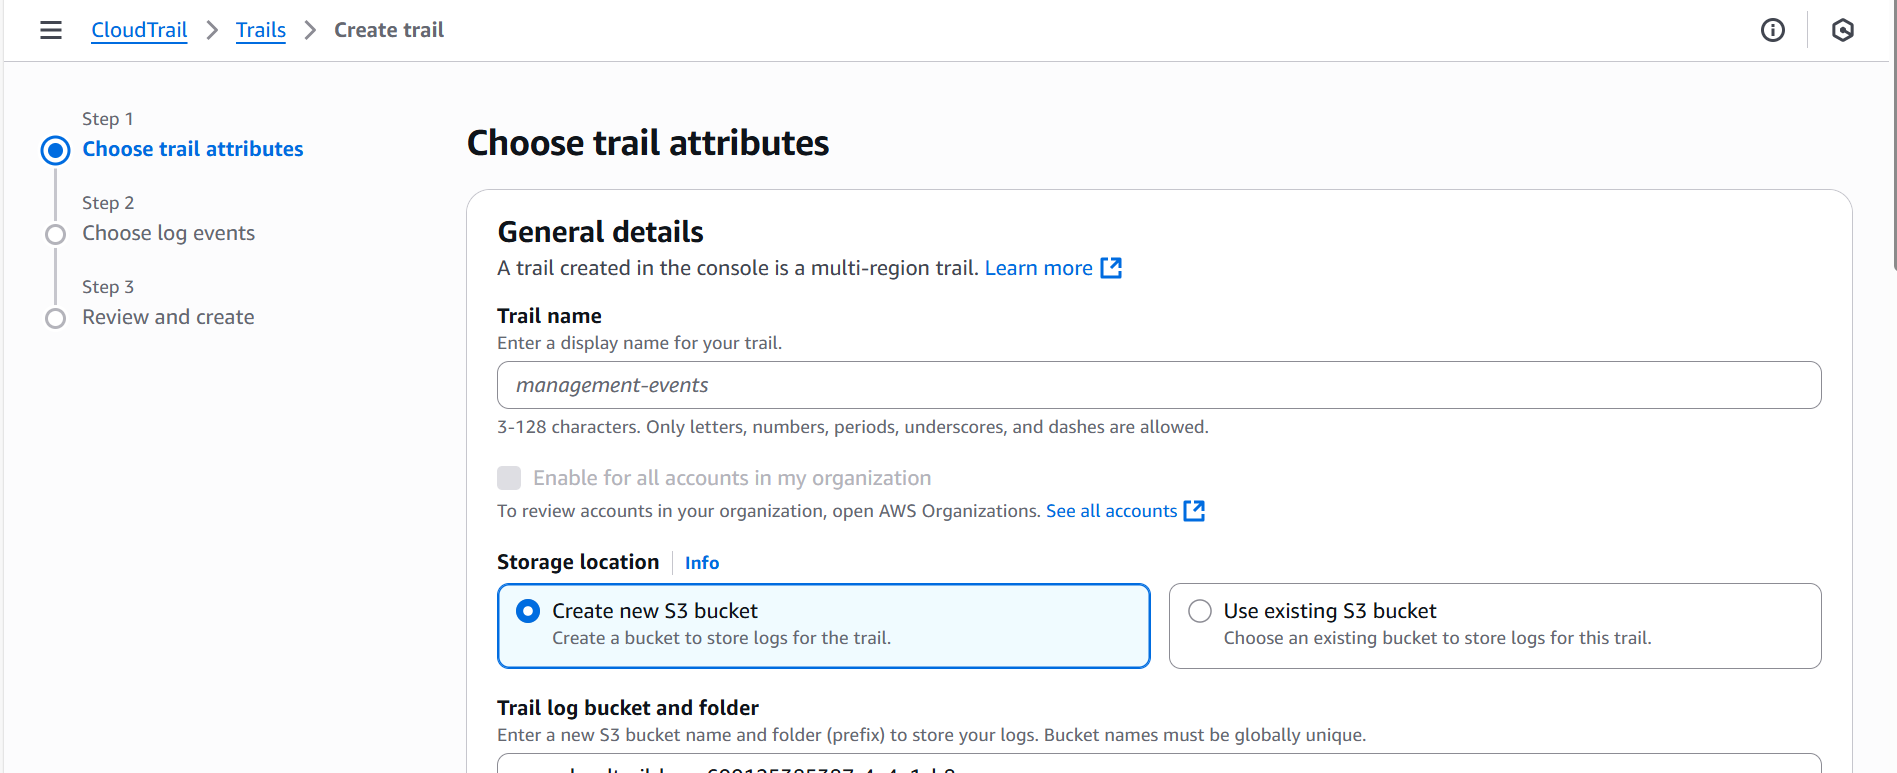 CloudTrail > Trails > Create trail
Step 1
Choose trail attributes
Step 2
Choose log events
Step 3
Review and create
Choose trail attributes
General details
A trail created in the console is a multi-region trail. Learn more
Trail name
Enter a display name for your trail.
management-events
3-128 characters. Only letters, numbers, periods, underscores, and dashes are allowed.
Enable for all accounts in my organization
To review accounts in your organization, open AWS Organizations. See all accounts
Storage location Info
Create new S3 bucket
Create a bucket to store logs for the trail.
Use existing S3 bucket
Choose an existing bucket to store logs for this trail.
Trail log bucket and folder
Enter a new S3 bucket name and folder (prefix) to store your logs. Bucket names must be globally unique.